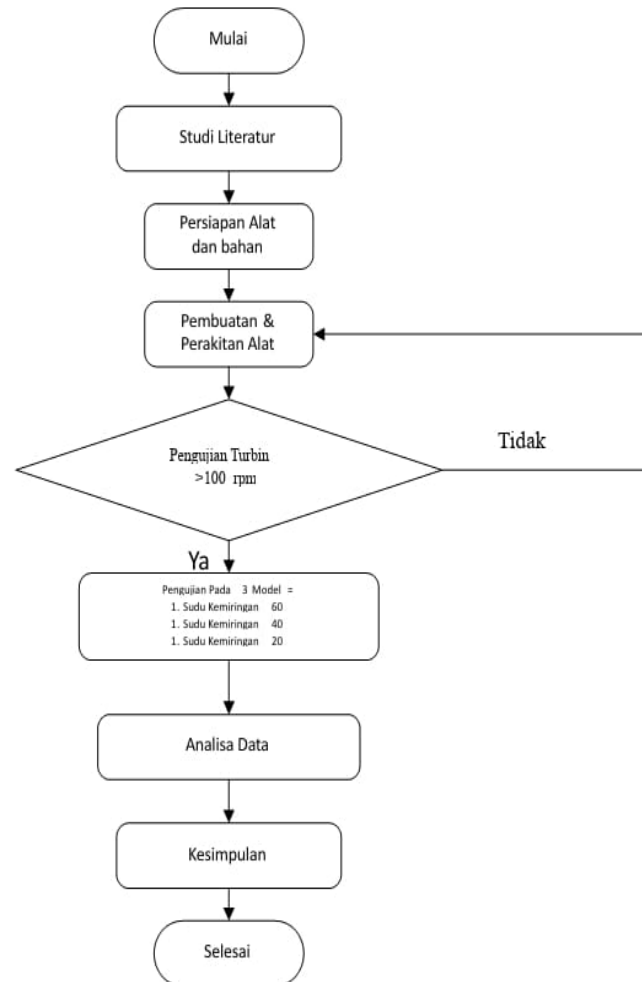 Mulai
Studi Literatur
Persiapan Alat
dan bahan
Pembuatan &
Perakitan Alat
Pengujian Turbin
>100 rpm
Tidak
Ya
Pengujian Pada 3 Model =
1. Sudu Kemiringan 60
1. Sudu Kemiringan 40
1. Sudu Kemiringan 20
Analisa Data
Kesimpulan
Selesai